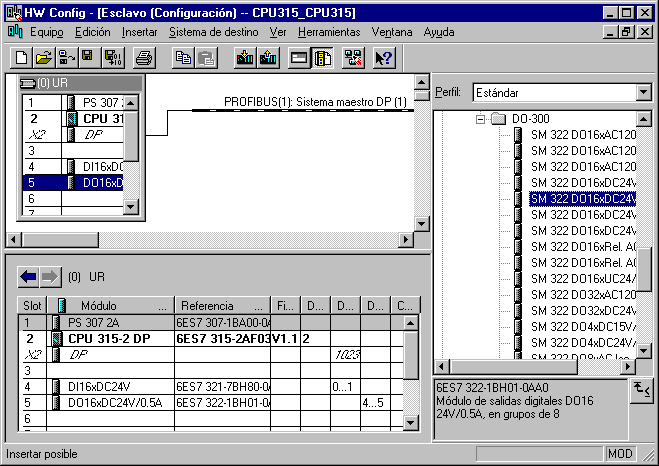 HW Config - [Esclavo (Configuración) -- CPU315_CPU315]
Equipo Edición Insertar Sistema de destino Ver Herramientas Ventana Ayuda
(0) UR
1 PS 307 2A
2 CPU 31
X2 DP
3
4 DI16xDC
5 DO16xD
6
7
PROFIBUS(1): Sistema maestro DP (1)
Perfil: Estándar
DO-300
SM 322 DO16xAC120
SM 322 DO16xAC120
SM 322 DO16xAC120
SM 322 DO16xDC24V
SM 322 DO16xDC24V
SM 322 DO16xDC24V
SM 322 DO16xDC24V
SM 322 DO16xRel. AC
SM 322 DO16xRel. AC
SM 322 DO16xUC24/
SM 322 DO32xAC120
SM 322 DO32xDC24V
SM 322 DO4xDC15V/
SM 322 DO4xDC24V/
SM 322 DO8xAC Iso
(0) UR
Slot Módulo ... Referencia ... Fi... D... D... D... C...
1 PS 307 2A 6ES7 307-1BA00-0A
2 CPU 315-2 DP 6ES7 315-2AF03 V1.1 2
X2 DP 1023
3
4 DI16xDC24V 6ES7 321-7BH80-0A 0...1
5 DO16xDC24V/0.5A 6ES7 322-1BH01-0A 4...5
6
6ES7 322-1BH01-0AA0
Módulo de salidas digitales DO16
24V/0.5A, en grupos de 8
Insertar posible MOD